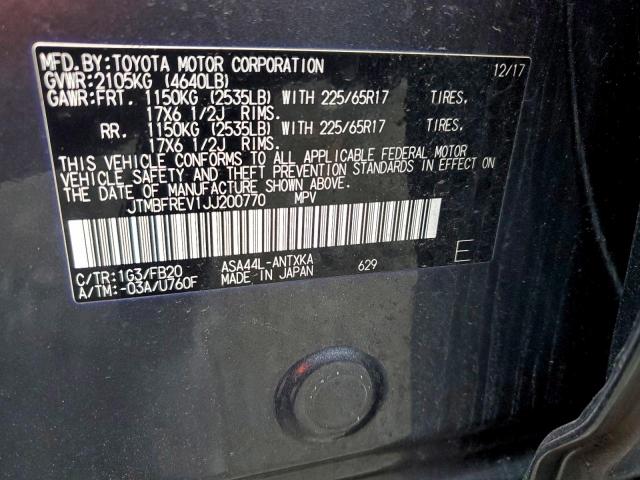 MFD.BY:TOYOTA MOTOR CORPORATION 12/17
GVWR:2105KG (4640LB)
GAWR:FRT. 1150KG (2535LB) WITH 225/65R17 TIRES,
17X6 1/2J RIMS.
RR. 1150KG (2535LB) WITH 225/65R17 TIRES,
17X6 1/2J RIMS.
THIS VEHICLE CONFORMS TO ALL APPLICABLE FEDERAL MOTOR
VEHICLE SAFETY AND THEFT PREVENTION STANDARDS IN EFFECT ON
THE DATE OF MANUFACTURE SHOWN ABOVE.
JTMBFREV1JJ200770 MPV
C/TR:1G3/FB20 ASA44L-ANTXKA 629 E
A/TM:-03A/U760F MADE IN JAPAN